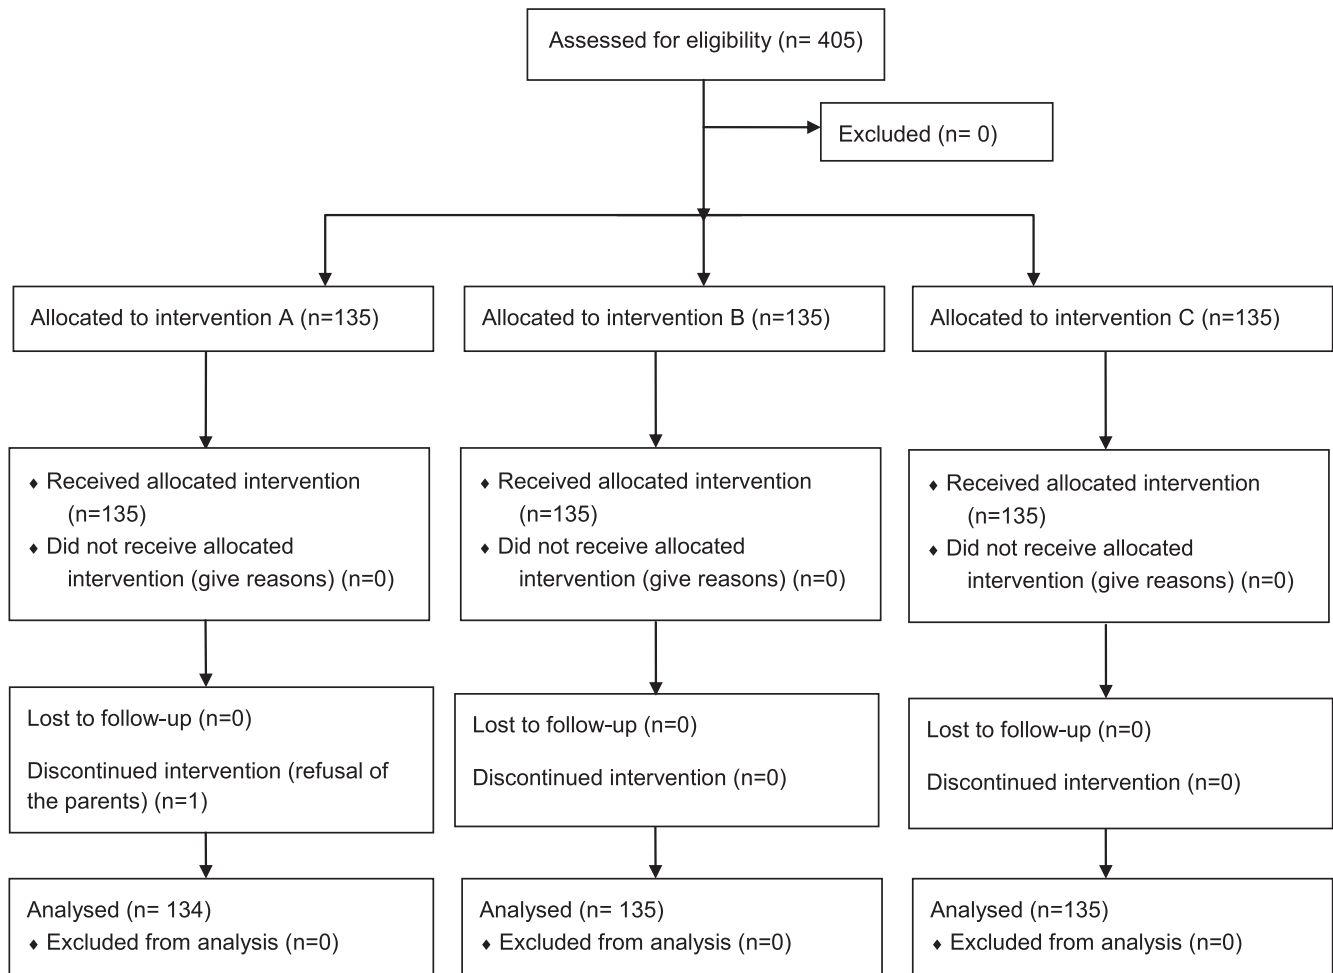 Assessed for eligibility (n= 405)
Excluded (n= 0)
Allocated to intervention A (n=135)
Allocated to intervention B (n=135)
Allocated to intervention C (n=135)
♦ Received allocated intervention
(n=135)
♦ Did not receive allocated
intervention (give reasons) (n=0)
♦ Received allocated intervention
(n=135)
♦ Did not receive allocated
intervention (give reasons) (n=0)
♦ Received allocated intervention
(n=135)
♦ Did not receive allocated
intervention (give reasons) (n=0)
Lost to follow-up (n=0)
Discontinued intervention (refusal of
the parents) (n=1)
Lost to follow-up (n=0)
Discontinued intervention (n=0)
Lost to follow-up (n=0)
Discontinued intervention (n=0)
Analysed (n= 134)
♦ Excluded from analysis (n=0)
Analysed (n= 135)
♦ Excluded from analysis (n=0)
Analysed (n=135)
♦ Excluded from analysis (n=0)